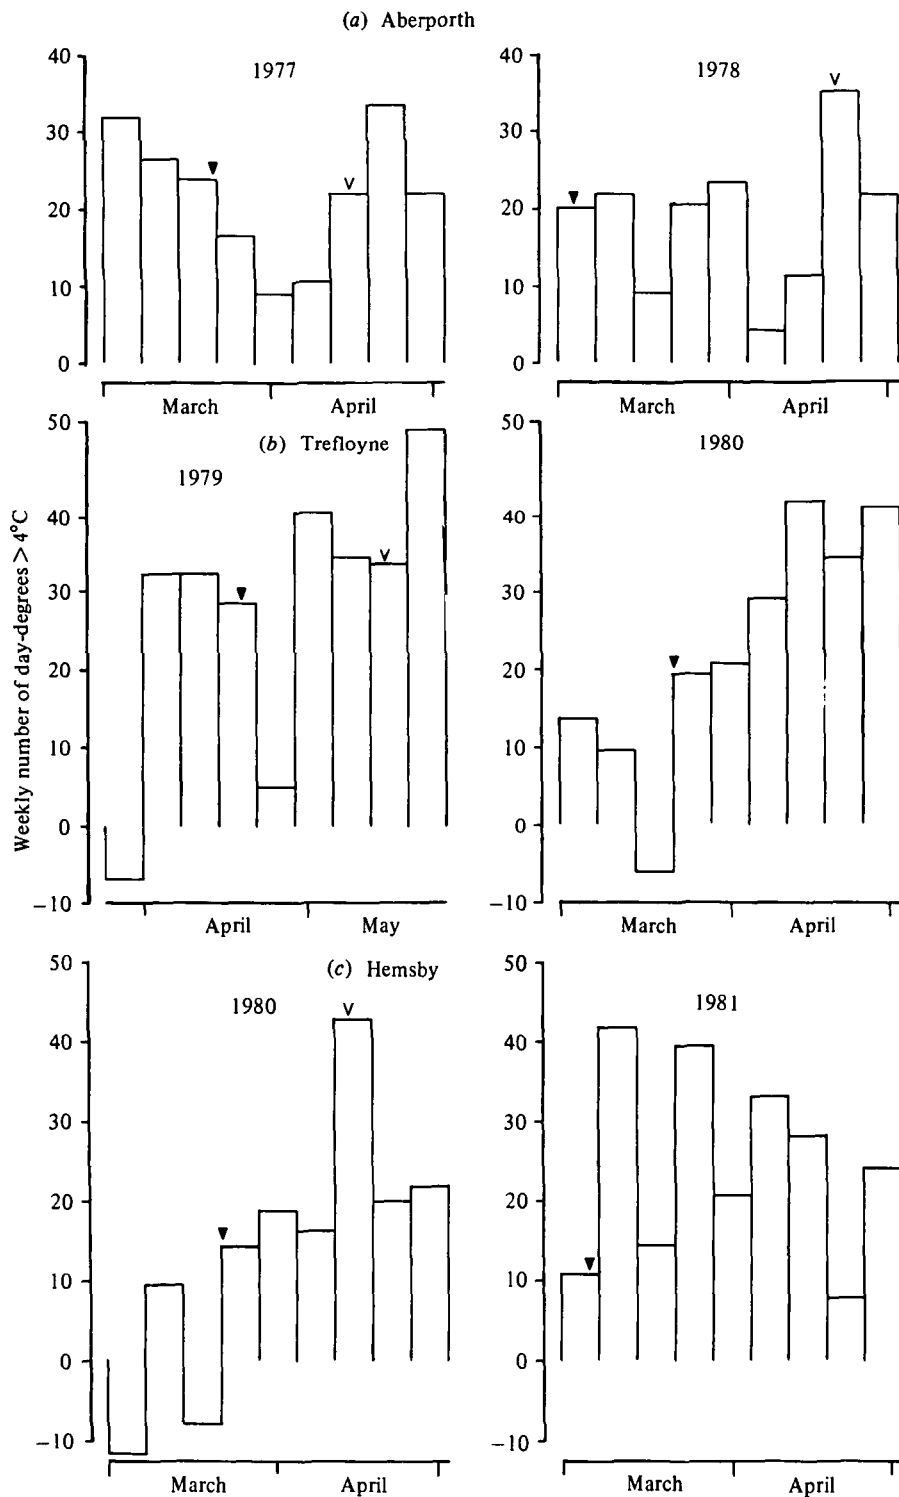 (a) Aberporth
1977
1978
40
30
20
10
0
40
30
20
10
0
March
April
March
April
Weekly number of day-degrees > 4°C
(b) Trefloyne
1979
1980
50
40
30
20
10
0
−10
50
40
30
20
10
0
−10
April
May
March
April
(c) Hemsby
1980
1981
50
40
30
20
10
0
−10
50
40
30
20
10
0
−10
March
April
March
April